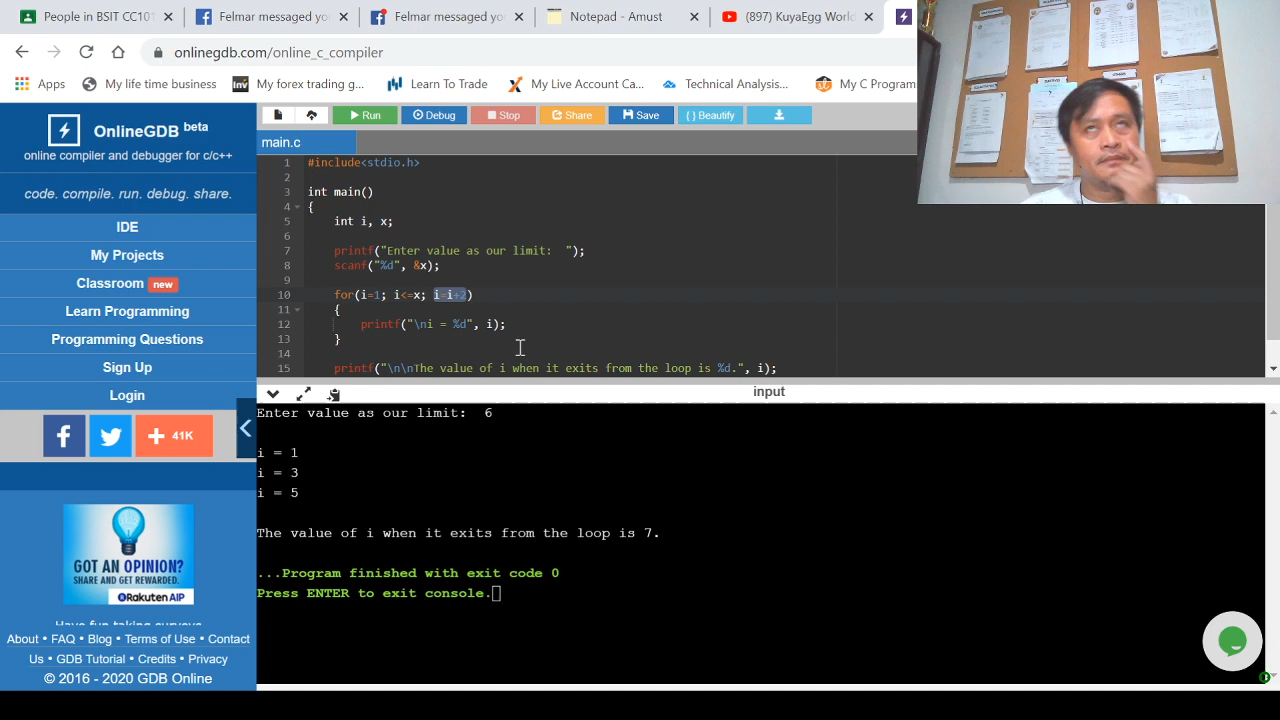 People in BSIT CC101
Felmar messaged yo
Felmar messaged yo
Notepad - Amust
(897) KuyaEgg World
onlinegdb.com/online_c_compiler
Apps
My life time business
My forex trading g...
Learn To Trade
My Live Account Ca...
Technical Analysis...
My C Program
OnlineGDB beta
online compiler and debugger for c/c++
code. compile. run. debug. share.
IDE
My Projects
Classroom new
Learn Programming
Programming Questions
Sign Up
Login
41K
GOT AN OPINION?
SHARE AND GET REWARDED.
Rakuten AIP
Have fun taking surveys
About • FAQ • Blog • Terms of Use • Contact
Us • GDB Tutorial • Credits • Privacy
© 2016 - 2020 GDB Online
Run
Debug
Stop
Share
Save
{ } Beautify
main.c
1 #include<stdio.h>
2
3 int main()
4 {
5 int i, x;
6
7 printf("Enter value as our limit:  ");
8 scanf("%d", &x);
9
10 for(i=1; i<=x; i=i+2)
11 {
12 printf("\ni = %d", i);
13 }
14
15 printf("\n\nThe value of i when it exits from the loop is %d.", i);
input
Enter value as our limit:  6
i = 1
i = 3
i = 5
The value of i when it exits from the loop is 7.
...Program finished with exit code 0
Press ENTER to exit console.